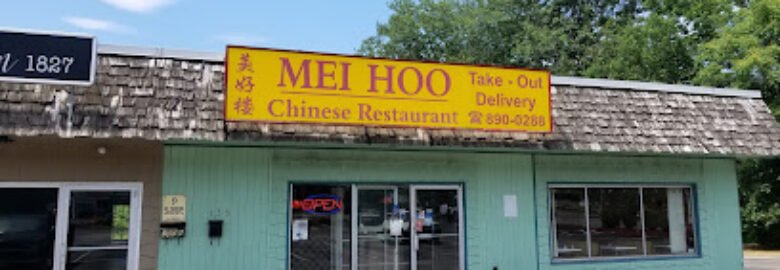 1827
美好楼
MEI HOO
Chinese Restaurant
Take - Out
Delivery
☎ 890-0288
OPEN